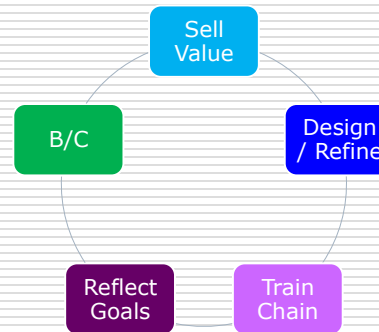 Sell
Value
Design
/ Refine
Train
Chain
Reflect
Goals
B/C